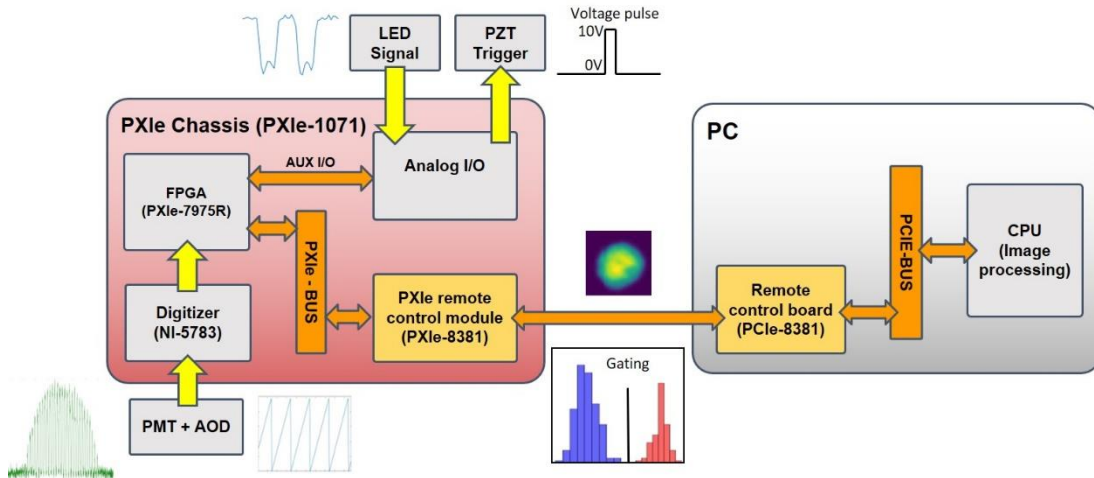 LED
Signal
PZT
Trigger
Voltage pulse
10V
0V
PXIe Chassis (PXIe-1071)
PC
AUX I/O
Analog I/O
FPGA
(PXIe-7975R)
PXIe - BUS
Digitizer
(NI-5783)
PXIe remote
control module
(PXIe-8381)
Remote
control board
(PCIe-8381)
PCIE-BUS
CPU
(Image
processing)
PMT + AOD
Gating